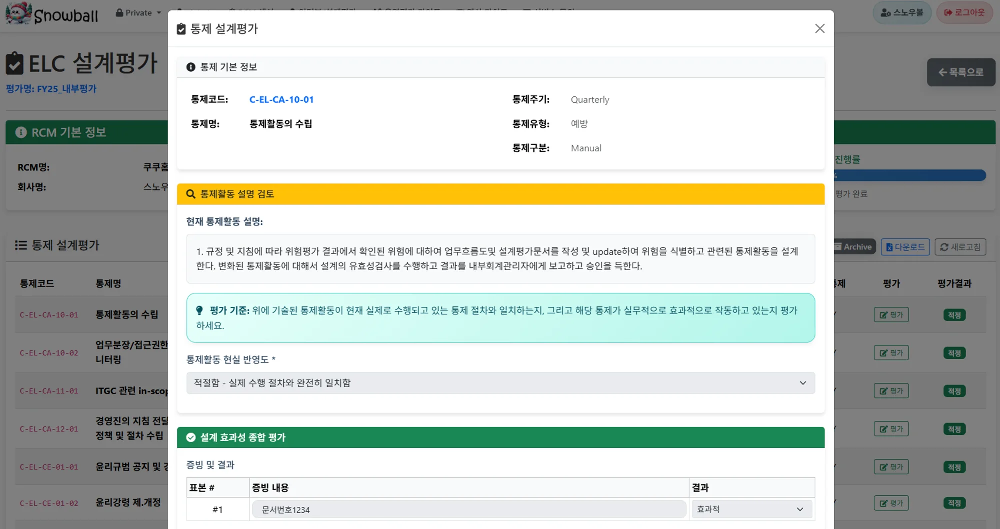 Snowball
Private
스노우볼
로그아웃
통제 설계평가
ELC 설계평가
평가명: FY25_내부평가
목록으로
통제 기본 정보
통제코드: C-EL-CA-10-01
통제주기: Quarterly
통제명: 통제활동의 수립
통제유형: 예방
통제구분: Manual
RCM 기본 정보
RCM명: 쿠쿠홈
회사명: 스노우
진행률
평가 완료
통제활동 설명 검토
현재 통제활동 설명:
1. 규정 및 지침에 따라 위험평가 결과에서 확인된 위험에 대하여 업무흐름도및 설계평가문서를 작성 및 update하여 위험을 식별하고 관련된 통제활동을 설계
한다. 변화된 통제활동에 대해서 설계의 유효성검사를 수행하고 결과를 내부회계관리자에게 보고하고 승인을 득한다.
평가 기준: 위에 기술된 통제활동이 현재 실제로 수행되고 있는 통제 절차와 일치하는지, 그리고 해당 통제가 실무적으로 효과적으로 작동하고 있는지 평가
하세요.
통제활동 현실 반영도 *
적절함 - 실제 수행 절차와 완전히 일치함
설계 효과성 종합 평가
증빙 및 결과
표본 # 증빙 내용 결과
#1 문서번호1234 효과적
통제 설계평가
Archive 다운로드 새로고침
통제코드 통제명 평가 평가결과
C-EL-CA-10-01 통제활동의 수립 평가 적정
C-EL-CA-10-02 업무분장/접근권한
니터링 평가 적정
C-EL-CA-11-01 ITGC 관련 in-scop 평가 적정
C-EL-CA-12-01 경영진의 지침 전달
정책 및 절차 수립 평가 적정
C-EL-CE-01-01 윤리규범 공지 및 평가 적정
C-EL-CE-01-02 윤리강령 제.개정 평가 적정